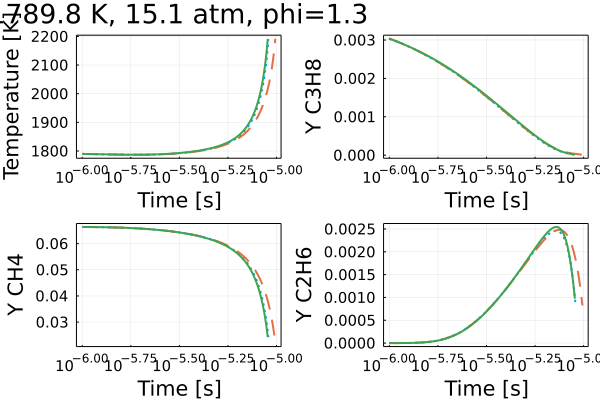 789.8 K, 15.1 atm, phi=1.3
Temperature [K]
2200
2100
2000
1900
1800
10⁻⁶·⁰⁰ 10⁻⁵·⁷⁵ 10⁻⁵·⁵⁰ 10⁻⁵·²⁵ 10⁻⁵·⁰⁰
Time [s]
Y C3H8
0.003
0.002
0.001
0.000
10⁻⁶·⁰⁰ 10⁻⁵·⁷⁵ 10⁻⁵·⁵⁰ 10⁻⁵·²⁵ 10⁻⁵·⁰
Time [s]
Y CH4
0.06
0.05
0.04
0.03
10⁻⁶·⁰⁰ 10⁻⁵·⁷⁵ 10⁻⁵·⁵⁰ 10⁻⁵·²⁵ 10⁻⁵·⁰⁰
Time [s]
Y C2H6
0.0025
0.0020
0.0015
0.0010
0.0005
0.0000
10⁻⁶·⁰⁰ 10⁻⁵·⁷⁵ 10⁻⁵·⁵⁰ 10⁻⁵·²⁵ 10⁻⁵·⁰
Time [s]